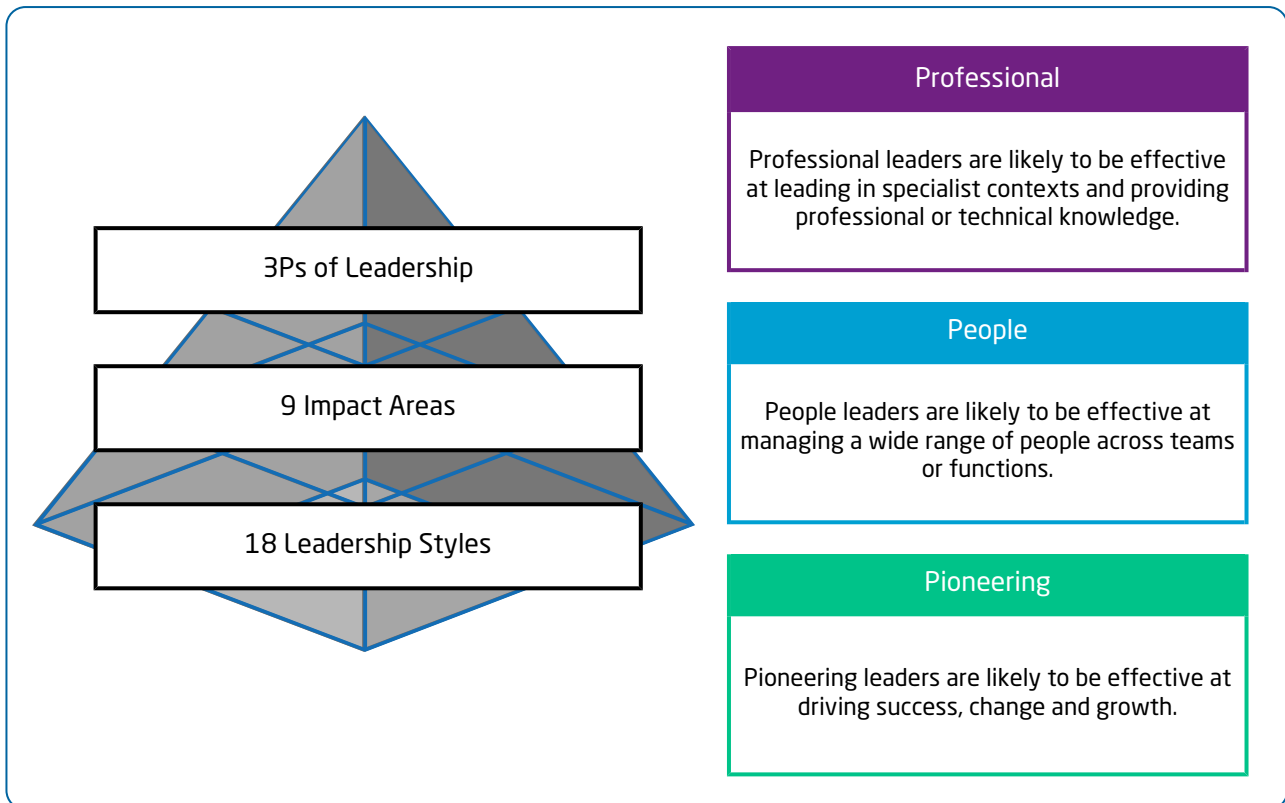 3Ps of Leadership
9 Impact Areas
18 Leadership Styles
Professional
Professional leaders are likely to be effective
at leading in specialist contexts and providing
professional or technical knowledge.
People
People leaders are likely to be effective at
managing a wide range of people across teams
or functions.
Pioneering
Pioneering leaders are likely to be effective at
driving success, change and growth.